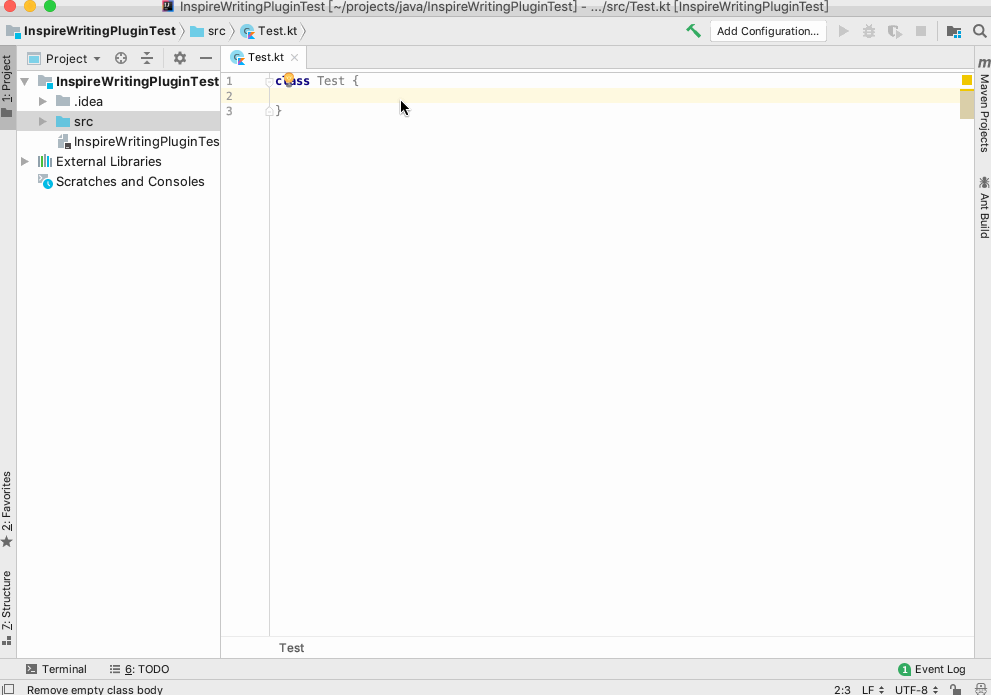 InspireWritingPluginTest [~/projects/java/InspireWritingPluginTest] - .../src/Test.kt [InspireWritingPluginTest]
InspireWritingPluginTest src Test.kt Add Configuration...
1: Project
Project
Test.kt
InspireWritingPluginTest
.idea
src
InspireWritingPluginTes
External Libraries
Scratches and Consoles
1 class Test {
2
3 }
Maven Projects
Ant Build
2: Favorites
7: Structure
Test
Terminal 6: TODO 1 Event Log
Remove empty class body 2:3 LF UTF-8